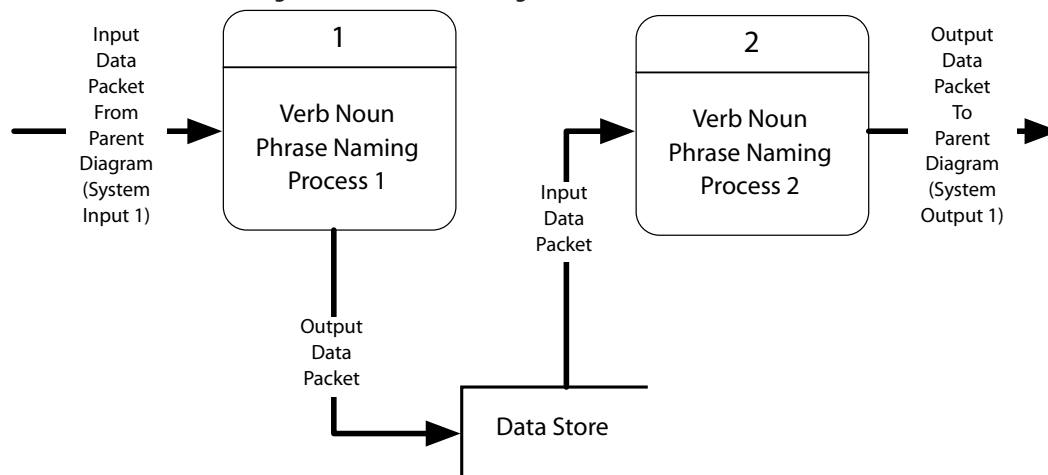 Input
Data
Packet
From
Parent
Diagram
(System
Input 1)
1
Verb Noun
Phrase Naming
Process 1
Output
Data
Packet
Data Store
Input
Data
Packet
2
Verb Noun
Phrase Naming
Process 2
Output
Data
Packet
To
Parent
Diagram
(System
Output 1)